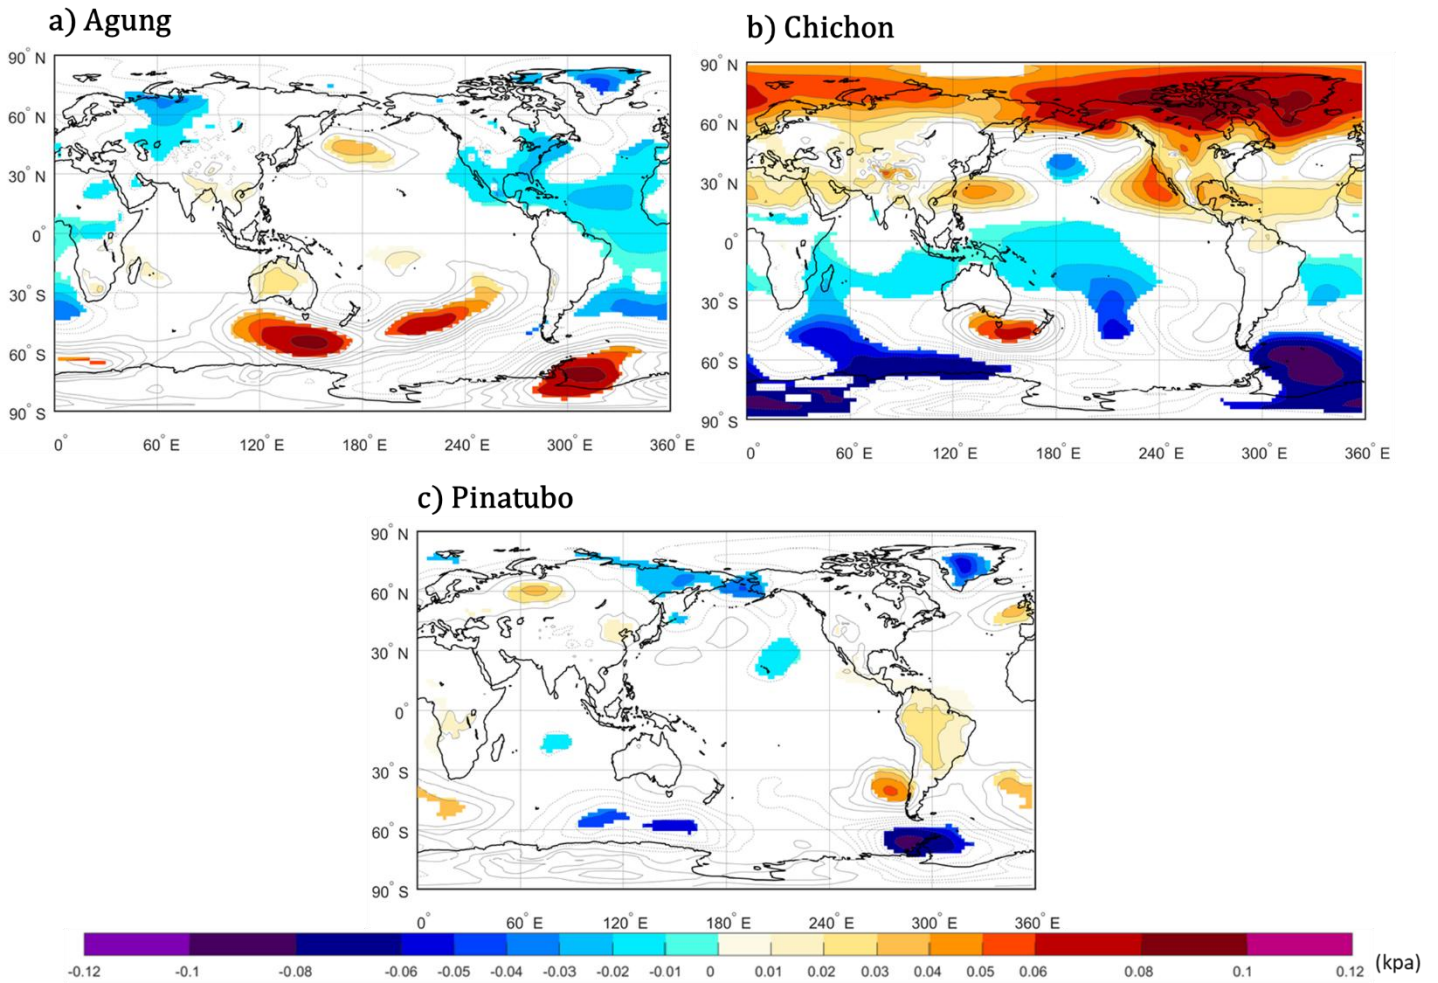 a) Agung
90° N
60° N
30° N
0°
30° S
60° S
90° S
0° 60° E 120° E 180° E 240° E 300° E 360° E
b) Chichon
90° N
60° N
30° N
0°
30° S
60° S
90° S
0° 60° E 120° E 180° E 240° E 300° E 360° E
c) Pinatubo
90° N
60° N
30° N
0°
30° S
60° S
90° S
0° 60° E 120° E 180° E 240° E 300° E 360° E
-0.12 -0.1 -0.08 -0.06 -0.05 -0.04 -0.03 -0.02 -0.01 0 0.01 0.02 0.03 0.04 0.05 0.06 0.08 0.1 0.12 (kpa)